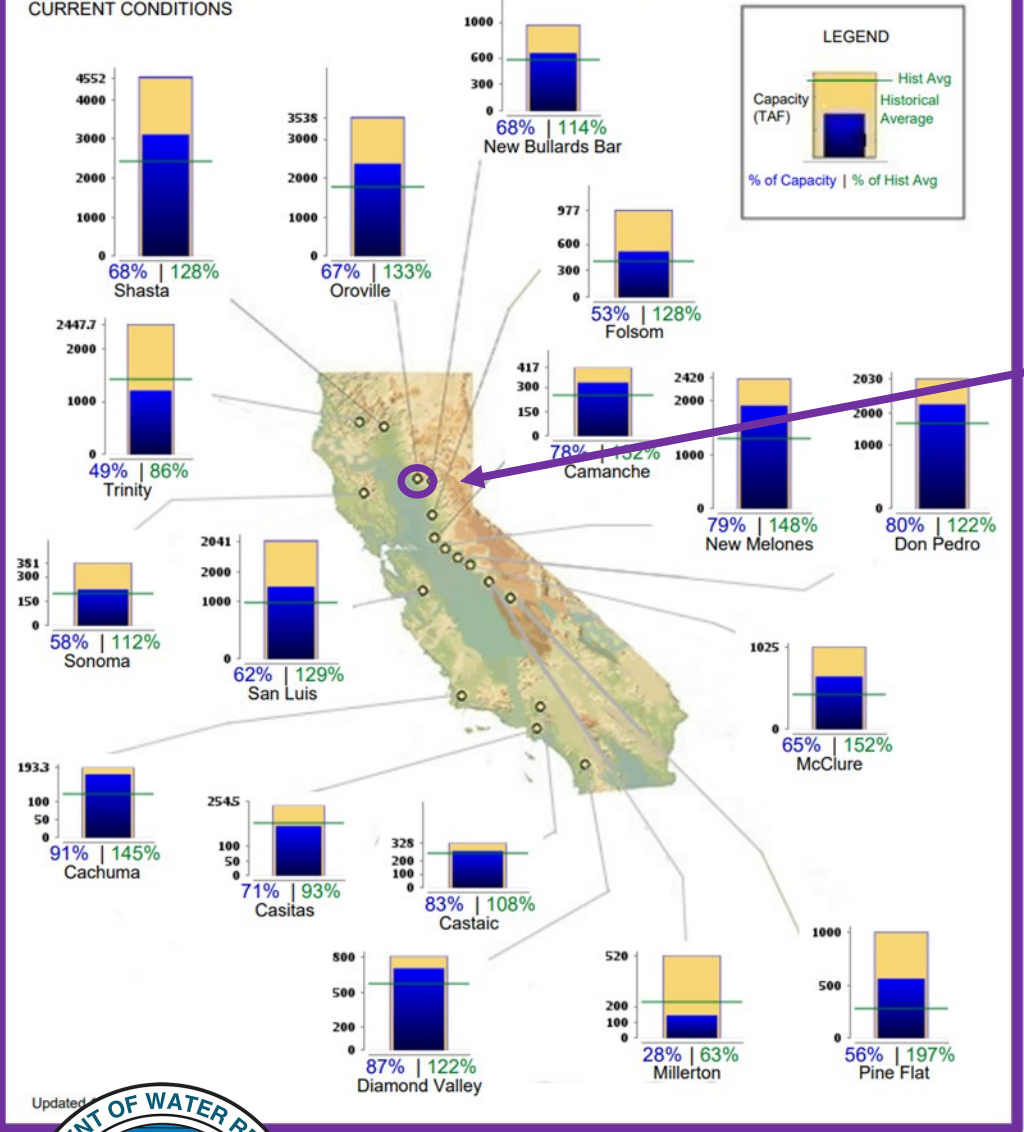 CURRENT CONDITIONS
LEGEND
Hist Avg
Capacity
(TAF)
Historical
Average
% of Capacity | % of Hist Avg
4552
4000
3000
2000
1000
0
68% | 128%
Shasta
3538
3000
2000
1000
0
67% | 133%
Oroville
1000
600
300
0
68% | 114%
New Bullards Bar
977
600
300
0
53% | 128%
Folsom
2447.7
2000
1000
0
49% | 86%
Trinity
417
300
150
0
78% |
Camanche
2420
2000
1000
0
79% | 148%
New Melones
2030
2000
1000
0
80% | 122%
Don Pedro
381
300
150
0
58% | 112%
Sonoma
2041
2000
1000
0
62% | 129%
San Luis
1025
0
65% | 152%
McClure
193.3
100
50
0
91% | 145%
Cachuma
254.5
100
50
0
71% | 93%
Casitas
328
200
100
0
83% | 108%
Castaic
800
500
200
0
87% | 122%
Diamond Valley
520
200
100
0
28% | 63%
Millerton
1000
500
0
56% | 197%
Pine Flat
Updated
OF WATER